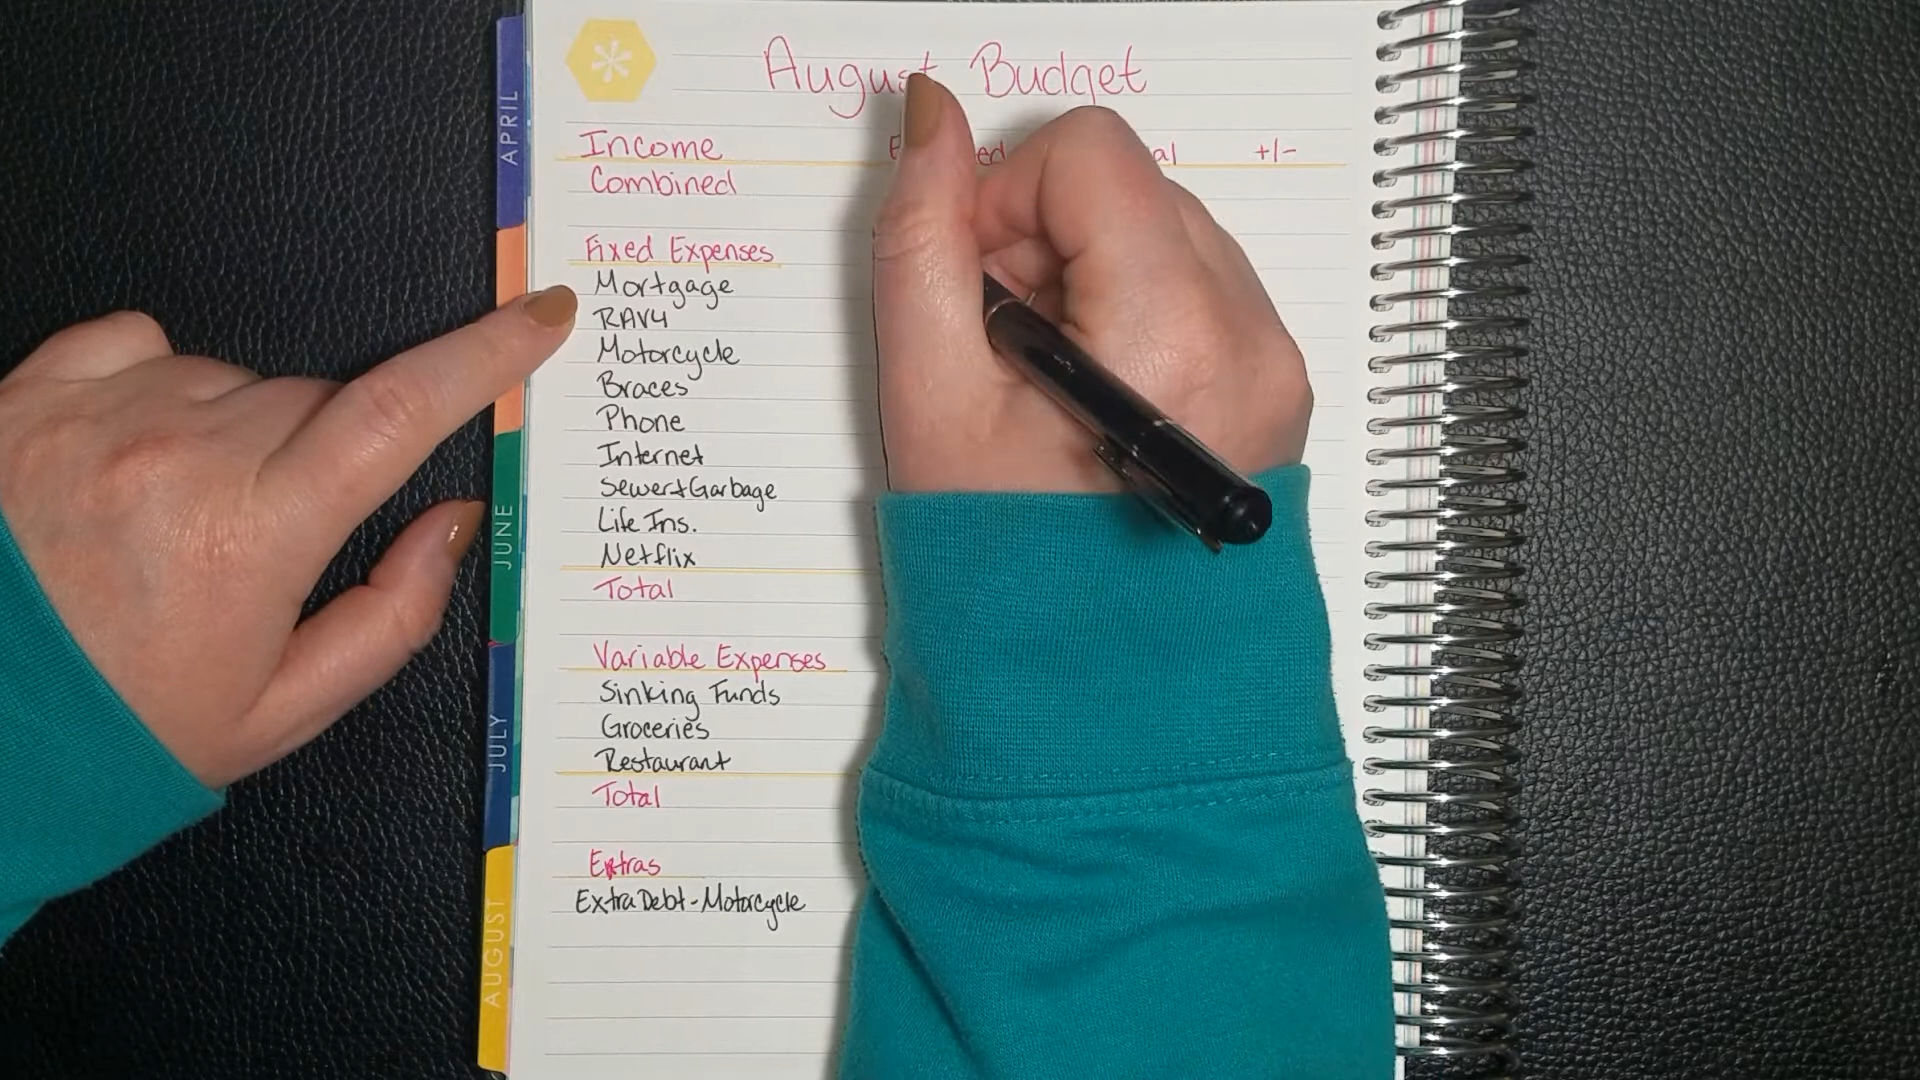 August Budget
Income +/-
Combined
Fixed Expenses
Mortgage
RAV4
Motorcycle
Braces
Phone
Internet
Sewer+Garbage
Life Ins.
Netflix
Total
Variable Expenses
Sinking Funds
Groceries
Restaurant
Total
Extras
Extra Debt - Motorcycle
APRIL
JUNE
JULY
AUGUST